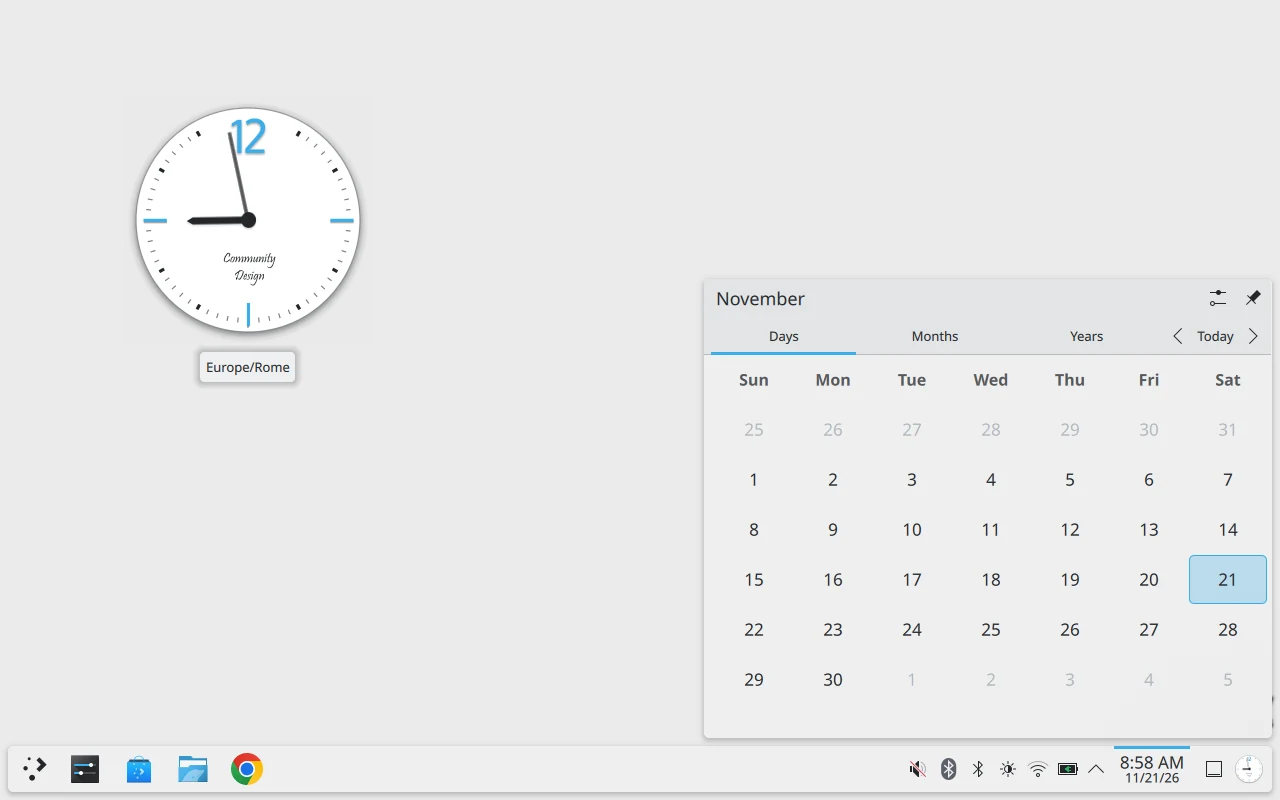 12
Community
Design
Europe/Rome
November
Days Months Years Today
Sun Mon Tue Wed Thu Fri Sat
25 26 27 28 29 30 31
1 2 3 4 5 6 7
8 9 10 11 12 13 14
15 16 17 18 19 20 21
22 23 24 25 26 27 28
29 30 1 2 3 4 5
8:58 AM
11/21/26